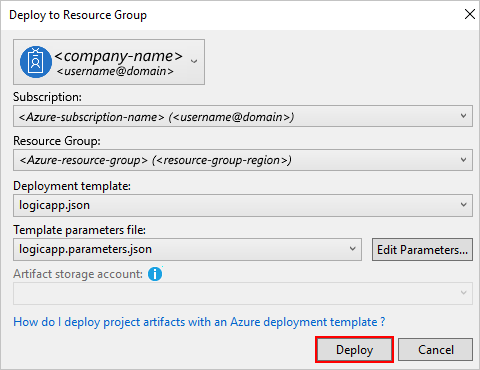 Deploy to Resource Group
<company-name>
<username@domain>
Subscription:
<Azure-subscription-name> (<username@domain>)
Resource Group:
<Azure-resource-group> (<resource-group-region>)
Deployment template:
logicapp.json
Template parameters file:
logicapp.parameters.json
Edit Parameters...
Artifact storage account:
How do I deploy project artifacts with an Azure deployment template ?
Deploy
Cancel